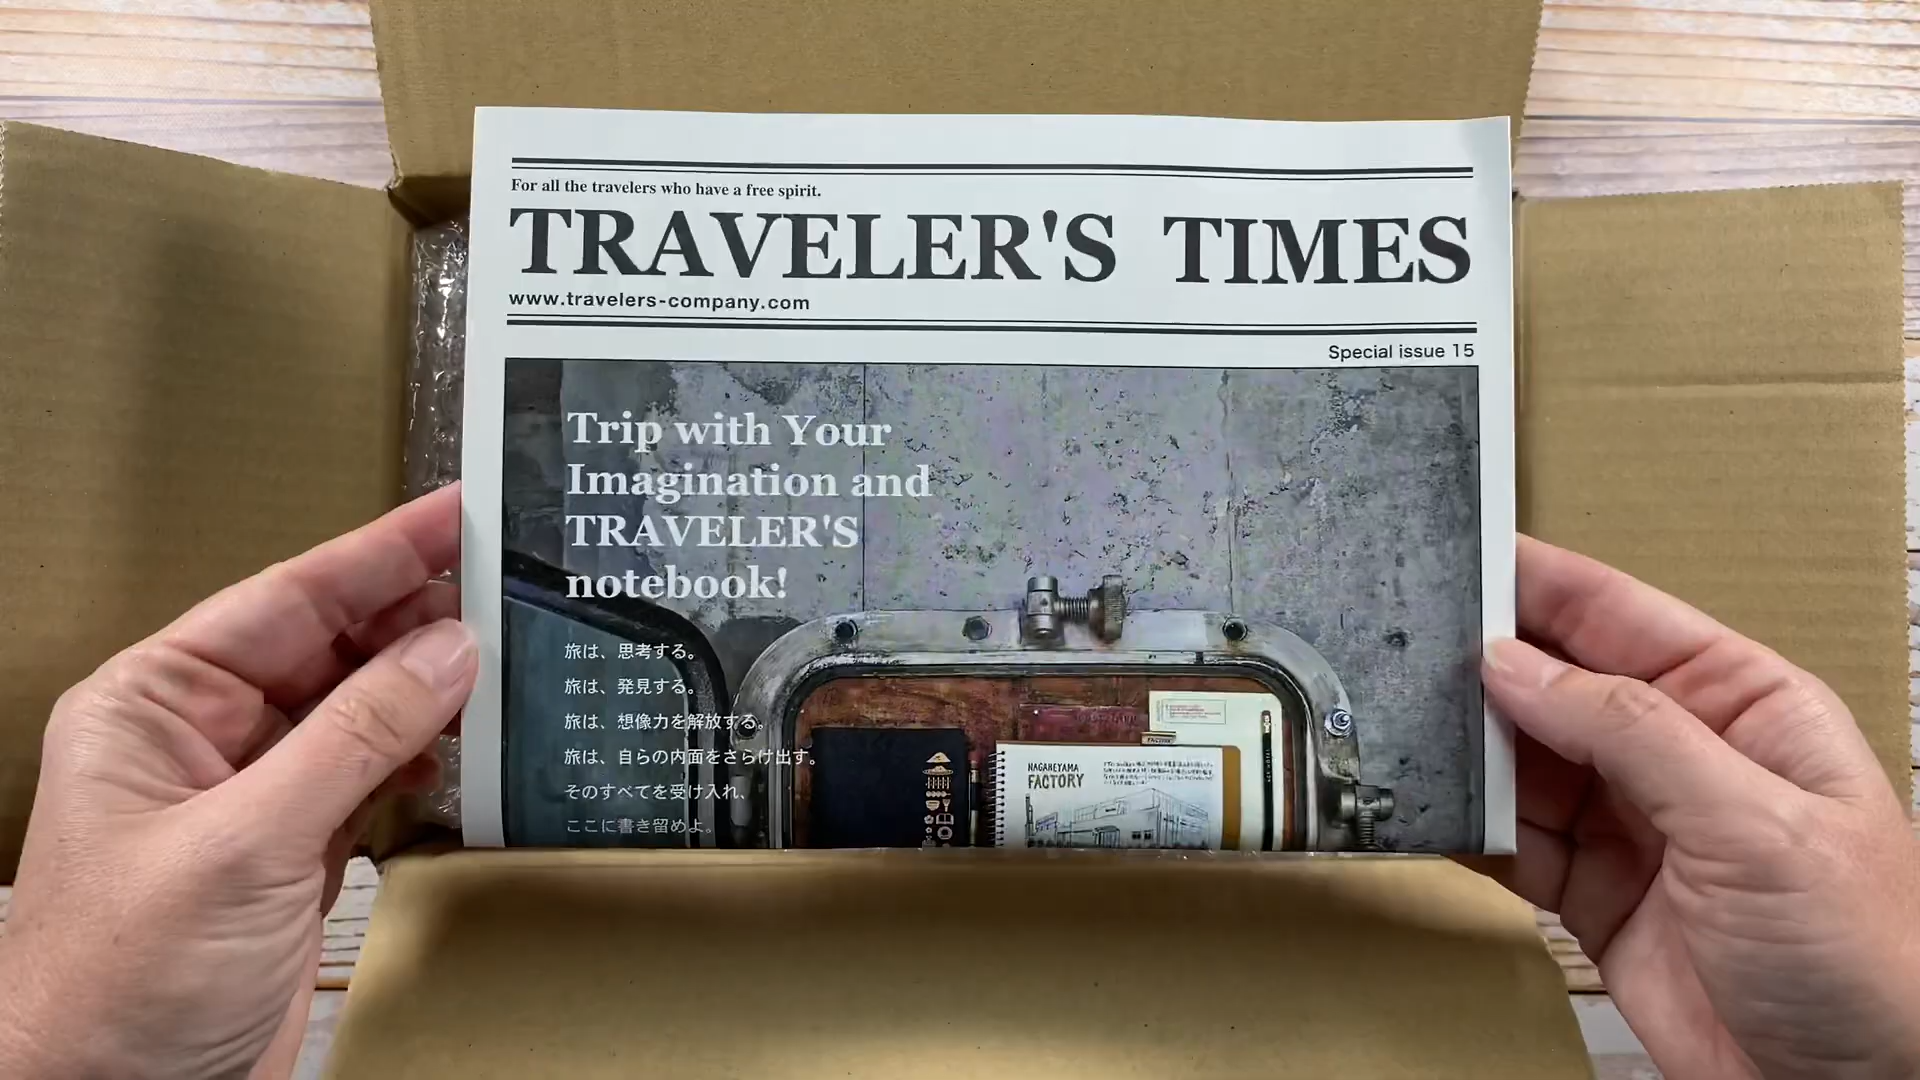 For all the travelers who have a free spirit.
TRAVELER'S TIMES
www.travelers-company.com
Special issue 15
Trip with Your
Imagination and
TRAVELER'S
notebook!
旅は、思考する。
旅は、発見する。
旅は、想像力を解放する。
旅は、自らの内面をさらけ出す。
そのすべてを受け入れ、
ここに書き留めよ。
NAGAREYAMA
FACTORY